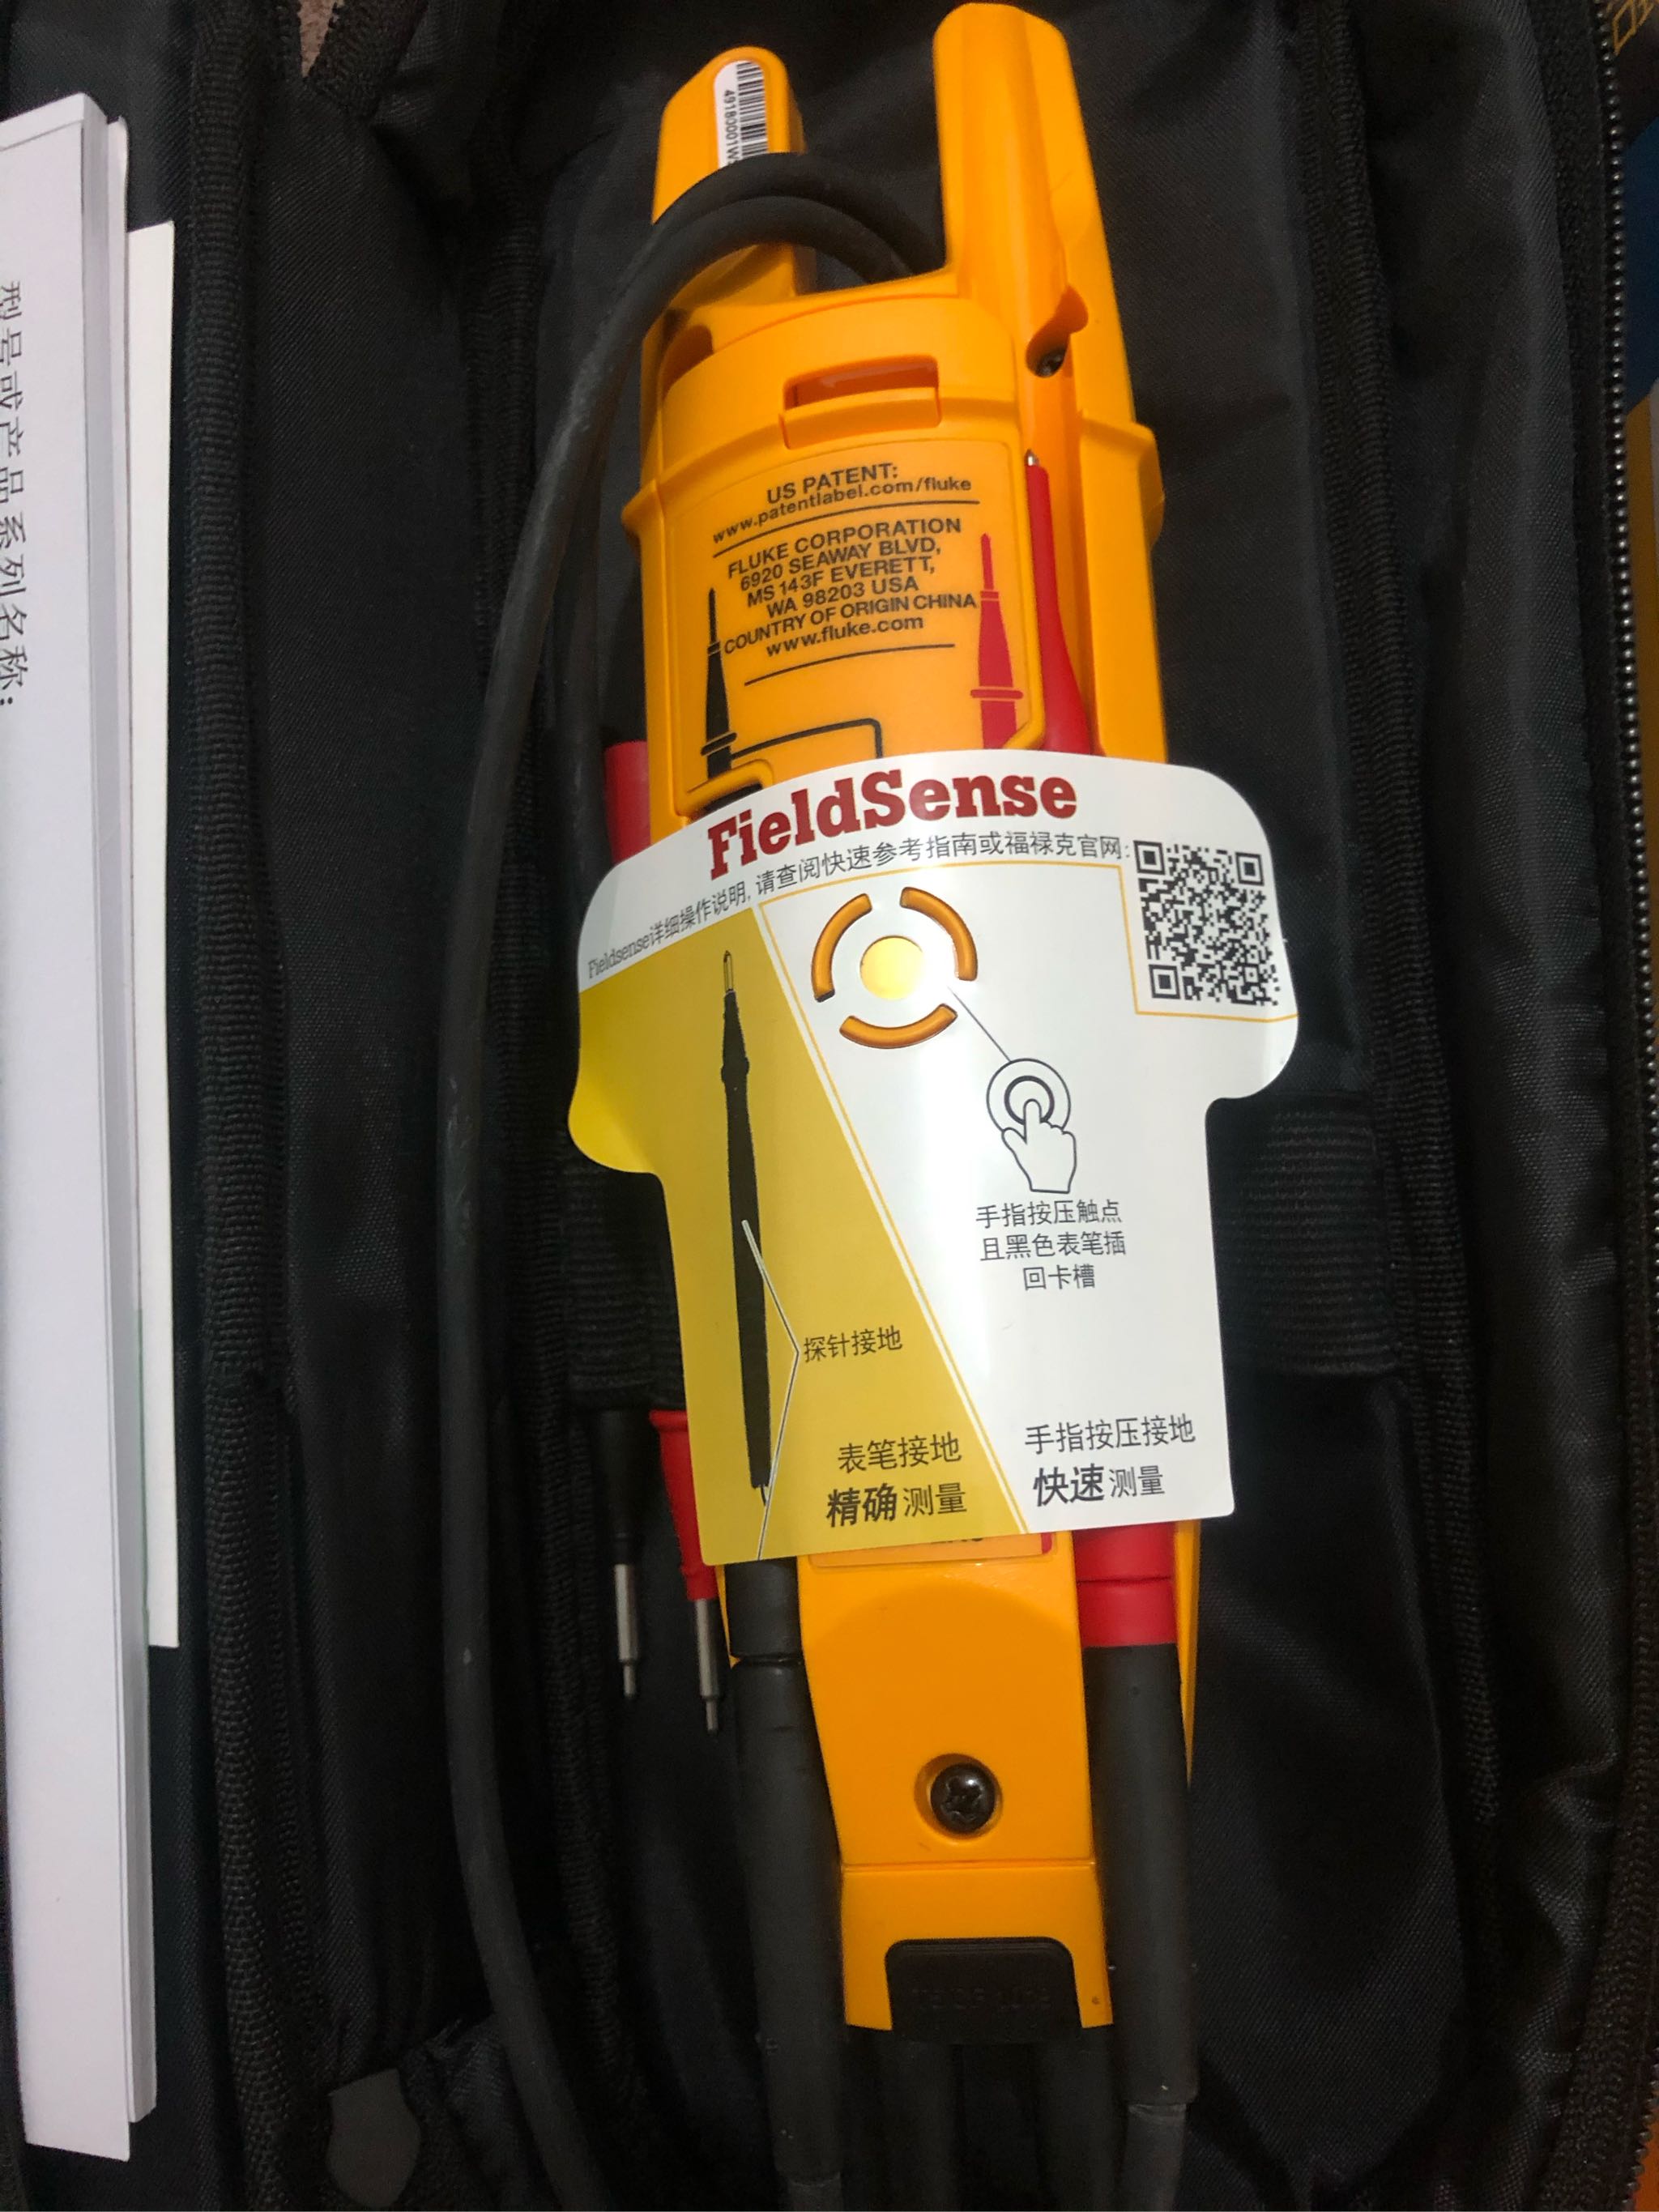 US PATENT:
www.patentlabel.com/fluke
FLUKE CORPORATION
6920 SEAWAY BLVD,
MS 143F EVERETT,
WA 98203 USA
COUNTRY OF ORIGIN CHINA
www.fluke.com
FieldSense
Fieldsense详细操作说明,请查阅快速参考指南或福禄克官网:
手指按压触点
且黑色表笔插
回卡槽
探针接地
表笔接地
精确测量
手指按压接地
快速测量
型号或产品系列名称: